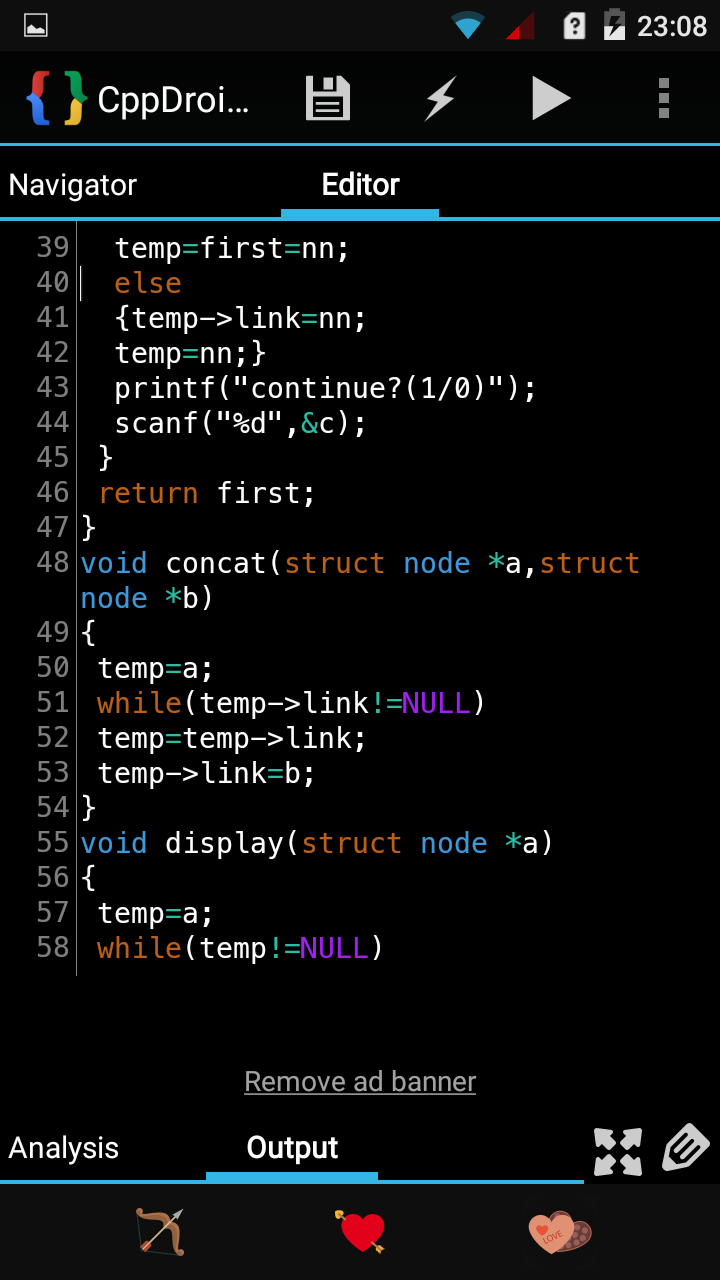 23:08
CppDroi...
Navigator Editor
39 temp=first=nn;
40 else
41 {temp->link=nn;
42 temp=nn;}
43 printf("continue?(1/0)");
44 scanf("%d",&c);
45 }
46 return first;
47 }
48 void concat(struct node *a,struct
node *b)
49 {
50 temp=a;
51 while(temp->link!=NULL)
52 temp=temp->link;
53 temp->link=b;
54 }
55 void display(struct node *a)
56 {
57 temp=a;
58 while(temp!=NULL)
Remove ad banner
Analysis Output
LOVE